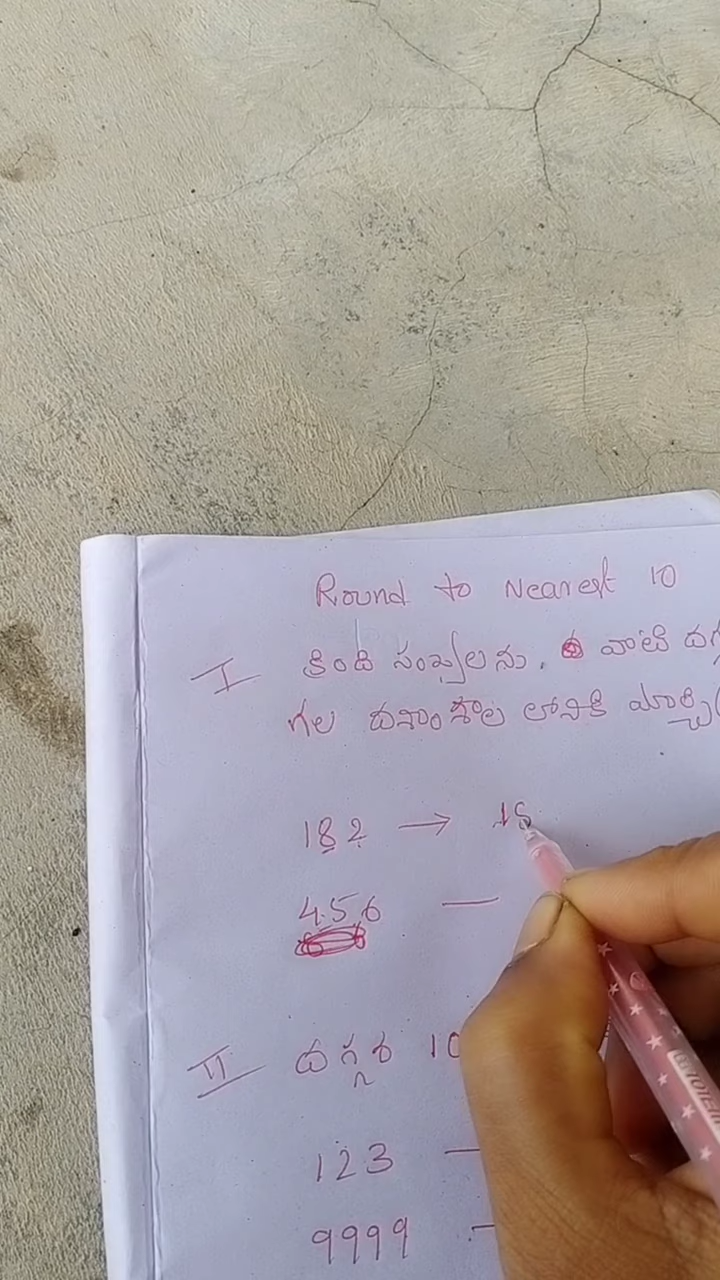 Round to Nearest 10
I కింది సంఖ్యలను, వాటి దగ్గ
గల దశాంశాల లోనికి మార్చు
182 → 18
456 —
II దగ్గర 10
123 —
9999 —